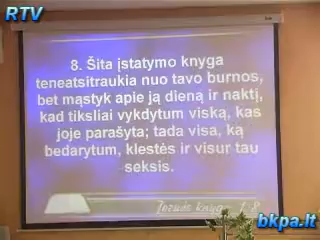 RTV
8. Šita įstatymo knyga
teneatsitraukia nuo tavo burnos,
bet mąstyk apie ją dieną ir naktį,
kad tiksliai vykdytum viską, kas
joje parašyta; tada visa, ką
bedarytum, klestės ir visur tau
seksis.
Jozuės knyga 1:8
bkpa.lt